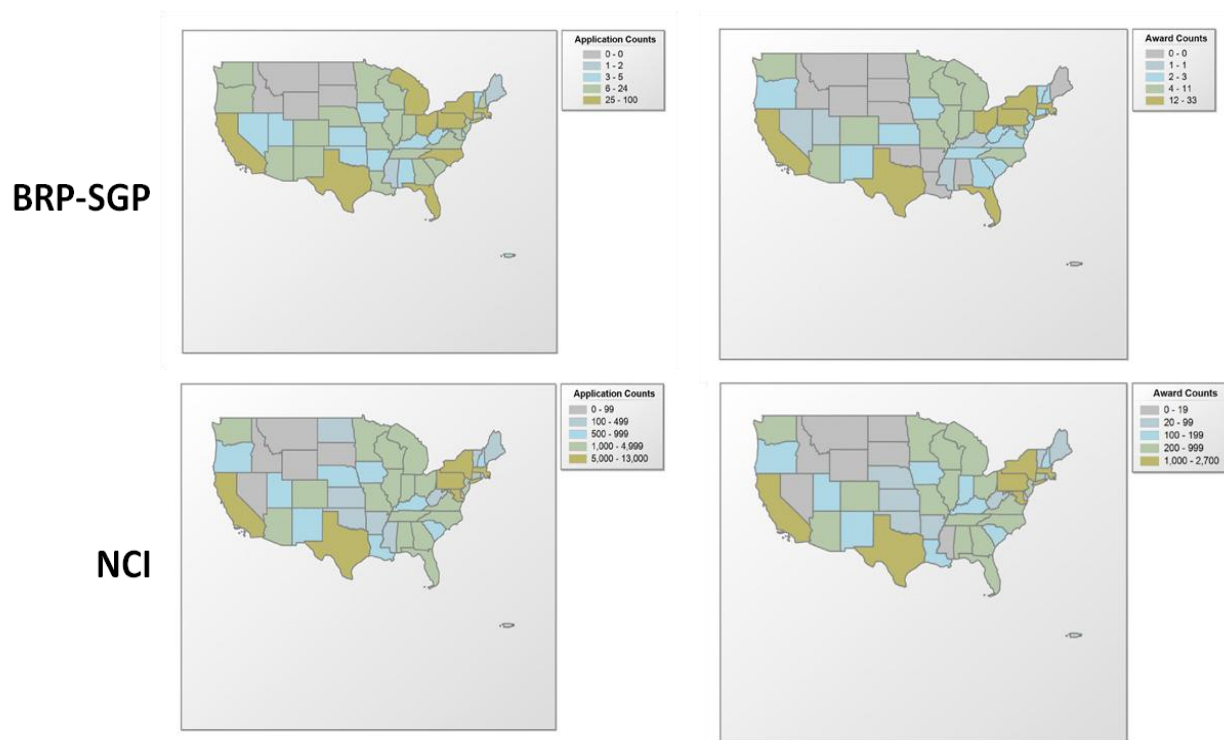 BRP-SGP
Application Counts
0 - 0
1 - 2
3 - 5
6 - 24
25 - 100
Award Counts
0 - 0
1 - 1
2 - 3
4 - 11
12 - 33
NCI
Application Counts
0 - 99
100 - 499
500 - 999
1,000 - 4,999
5,000 - 13,000
Award Counts
0 - 19
20 - 99
100 - 199
200 - 999
1,000 - 2,700